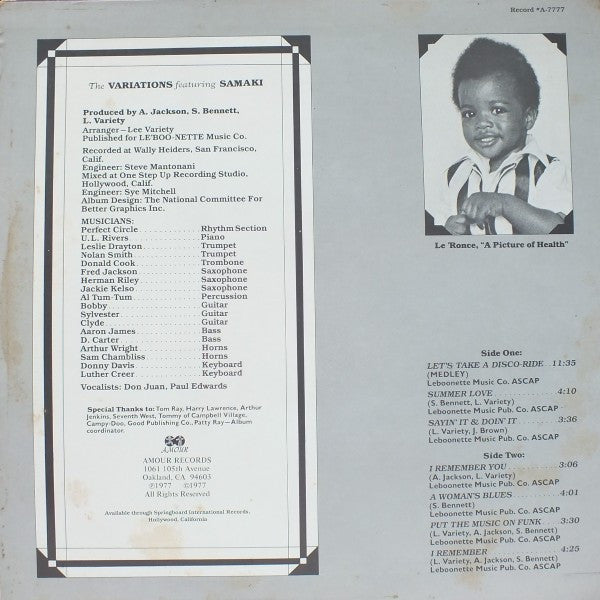 Record #A-7777
The VARIATIONS featuring SAMAKI
Produced by A. Jackson, S. Bennett,
L. Variety
Arranger—Lee Variety
Published for LE'BOO-NETTE Music Co.
Recorded at Wally Heiders, San Francisco,
Calif.
Engineer: Steve Mantonani
Mixed at One Step Up Recording Studio,
Hollywood, Calif.
Engineer: Sye Mitchell
Album Design: The National Committee For
Better Graphics Inc.
MUSICIANS:
Perfect Circle . . . . . . . . . . . Rhythm Section
U.L. Rivers . . . . . . . . . . . Piano
Leslie Drayton . . . . . . . . . . . Trumpet
Nolan Smith . . . . . . . . . . . Trumpet
Donald Cook . . . . . . . . . . . Trombone
Fred Jackson . . . . . . . . . . . Saxophone
Herman Riley . . . . . . . . . . . Saxophone
Jackie Kelso . . . . . . . . . . . Saxophone
Al Tum-Tum . . . . . . . . . . . Percussion
Bobby . . . . . . . . . . . Guitar
Sylvester . . . . . . . . . . . Guitar
Clyde . . . . . . . . . . . Guitar
Aaron James . . . . . . . . . . . Bass
D. Carter . . . . . . . . . . . Bass
Arthur Wright . . . . . . . . . . . Horns
Sam Chambliss . . . . . . . . . . . Horns
Donny Davis . . . . . . . . . . . Keyboard
Luther Creer . . . . . . . . . . . Keyboard
Vocalists: Don Juan, Paul Edwards
Special Thanks to: Tom Ray, Harry Lawrence, Arthur
Jenkins, Seventh West, Tommy of Campbell Village,
Campy-Doo, Good Publishing Co., Patty Ray—Album
coordinator.
AMOUR
AMOUR RECORDS
1061 105th Avenue
Oakland, CA 94603
℗1977 ©1977
All Rights Reserved
Available through Springboard International Records,
Hollywood, California
Le 'Ronce, "A Picture of Health"
Side One:
LET'S TAKE A DISCO-RIDE . . 11:35
(MEDLEY)
Leboonette Music Co. ASCAP
SUMMER LOVE . . . . . . . . . . . 4:10
(S. Bennett, L. Variety)
Leboonette Music Pub. Co. ASCAP
SAYIN' IT & DOIN' IT . . . . . . . 3:36
(L. Variety, J. Brown)
Leboonette Music Pub. Co. ASCAP
Side Two:
I REMEMBER YOU . . . . . . . . . 3:06
(A. Jackson, L. Variety)
Leboonette Music Pub. Co. ASCAP
A WOMAN'S BLUES . . . . . . . . 4:01
(S. Bennett)
Leboonette Music Pub. Co. ASCAP
PUT THE MUSIC ON FUNK . . 3:30
(L. Variety, A. Jackson, S. Bennett)
Leboonette Music Pub. Co. ASCAP
I REMEMBER 4:25
(L. Variety, A. Jackson, S. Bennett)
Leboonette Music Pub. Co. ASCAP